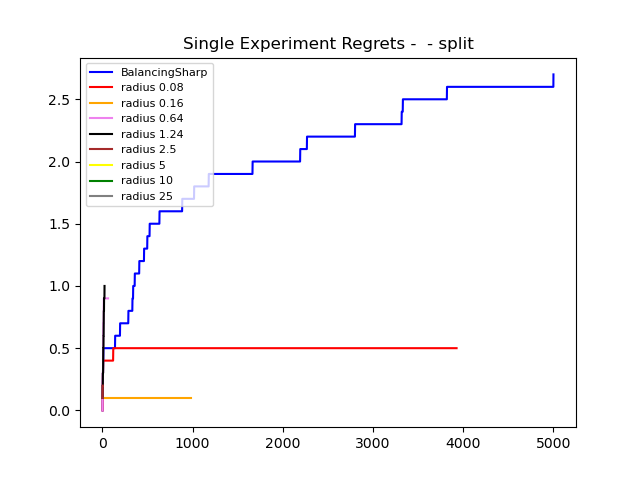 Single Experiment Regrets -  - split
BalancingSharp
radius 0.08
radius 0.16
radius 0.64
radius 1.24
radius 2.5
radius 5
radius 10
radius 25
2.5
2.0
1.5
1.0
0.5
0.0
0 1000 2000 3000 4000 5000